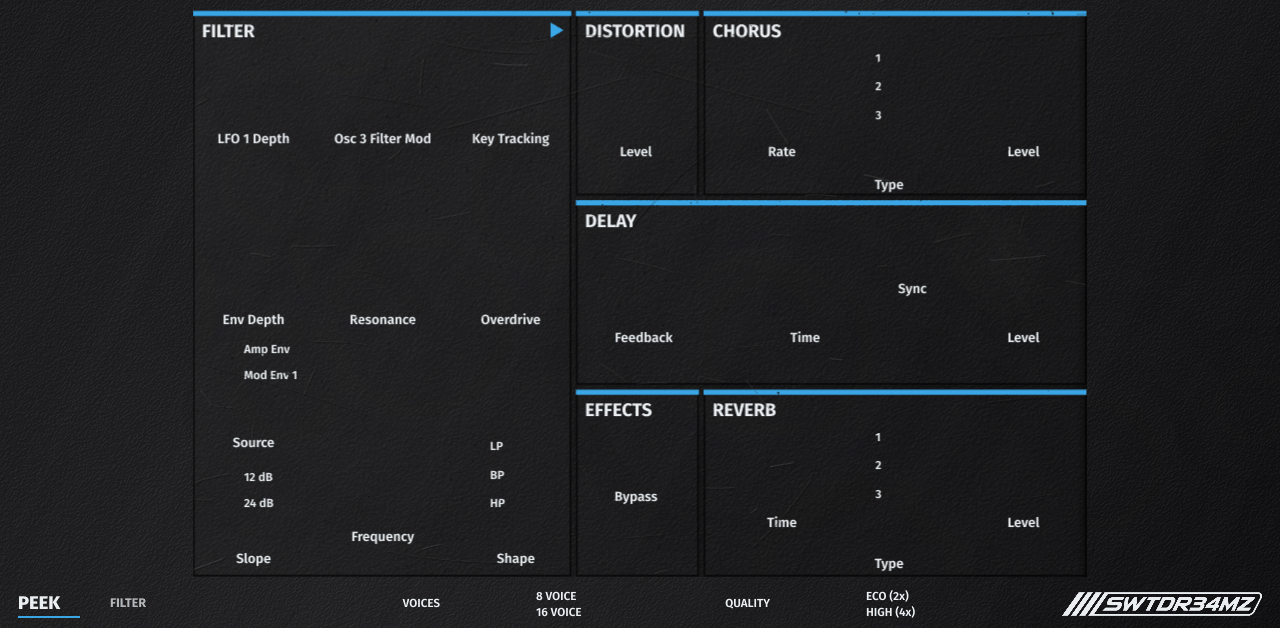 FILTER
LFO 1 Depth
Osc 3 Filter Mod
Key Tracking
Env Depth
Resonance
Overdrive
Amp Env
Mod Env 1
Source
12 dB
24 dB
Slope
Frequency
LP
BP
HP
Shape
DISTORTION
Level
CHORUS
1
2
3
Rate
Level
Type
DELAY
Sync
Feedback
Time
Level
EFFECTS
Bypass
REVERB
1
2
3
Time
Level
Type
PEEK
FILTER
VOICES
8 VOICE
16 VOICE
QUALITY
ECO (2x)
HIGH (4x)
SWTDR34MZ